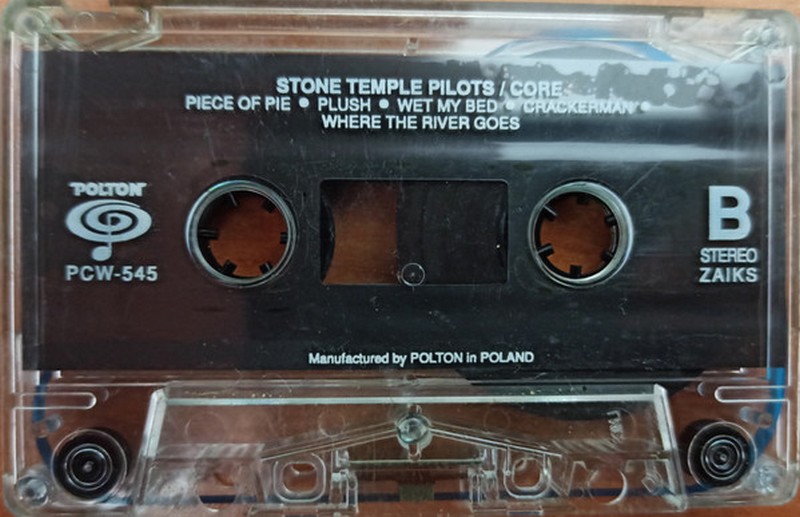 STONE TEMPLE PILOTS / CORE
PIECE OF PIE • PLUSH • WET MY BED • CRACKERMAN •
WHERE THE RIVER GOES
POLTON
PCW-545
B
STEREO
ZAIKS
Manufactured by POLTON in POLAND